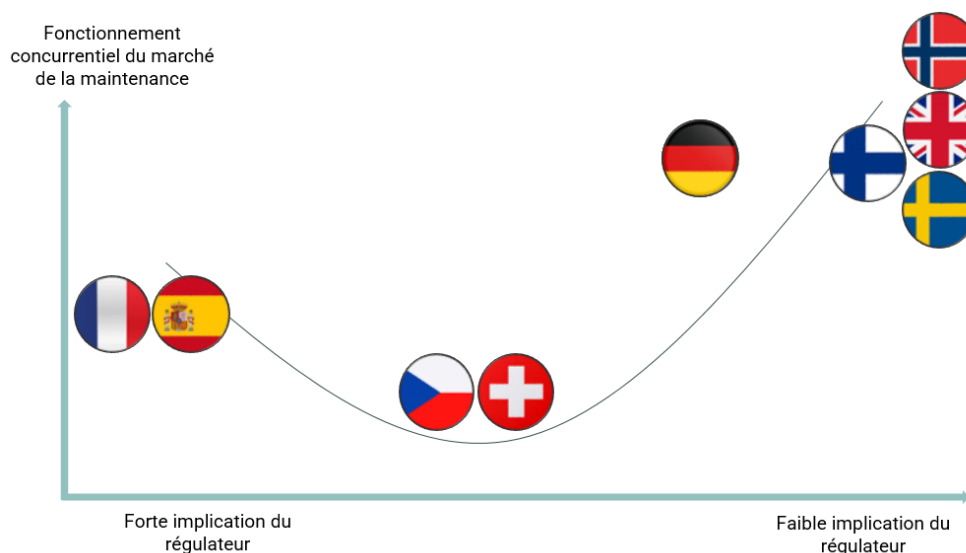 Fonctionnement
concurrentiel du marché
de la maintenance
Forte implication du
régulateur
Faible implication du
régulateur